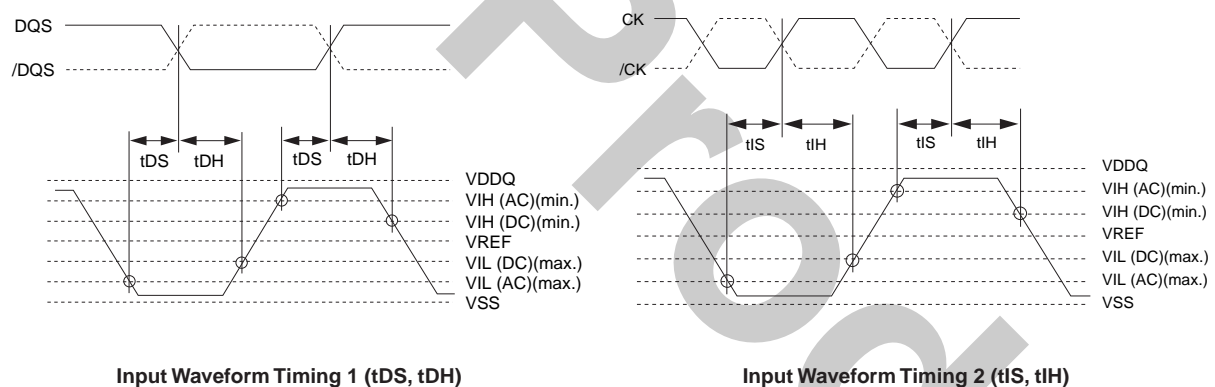 DQS
/DQS
tDS
tDH
tDS
tDH
VDDQ
VIH (AC)(min.)
VIH (DC)(min.)
VREF
VIL (DC)(max.)
VIL (AC)(max.)
VSS
Input Waveform Timing 1 (tDS, tDH)
CK
/CK
tIS
tIH
tIS
tIH
VDDQ
VIH (AC)(min.)
VIH (DC)(min.)
VREF
VIL (DC)(max.)
VIL (AC)(max.)
VSS
Input Waveform Timing 2 (tIS, tIH)